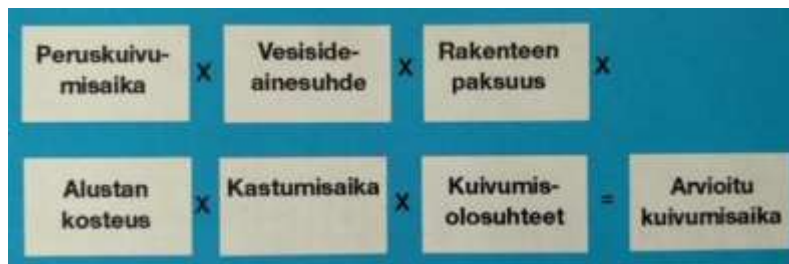 Peruskuivu-
misaika
X
Vesiside-
ainesuhde
X
Rakenteen
paksuus
X
Alustan
kosteus
X
Kastumisaika
X
Kuivumis-
olosuhteet
=
Arvioitu
kuivumisaika